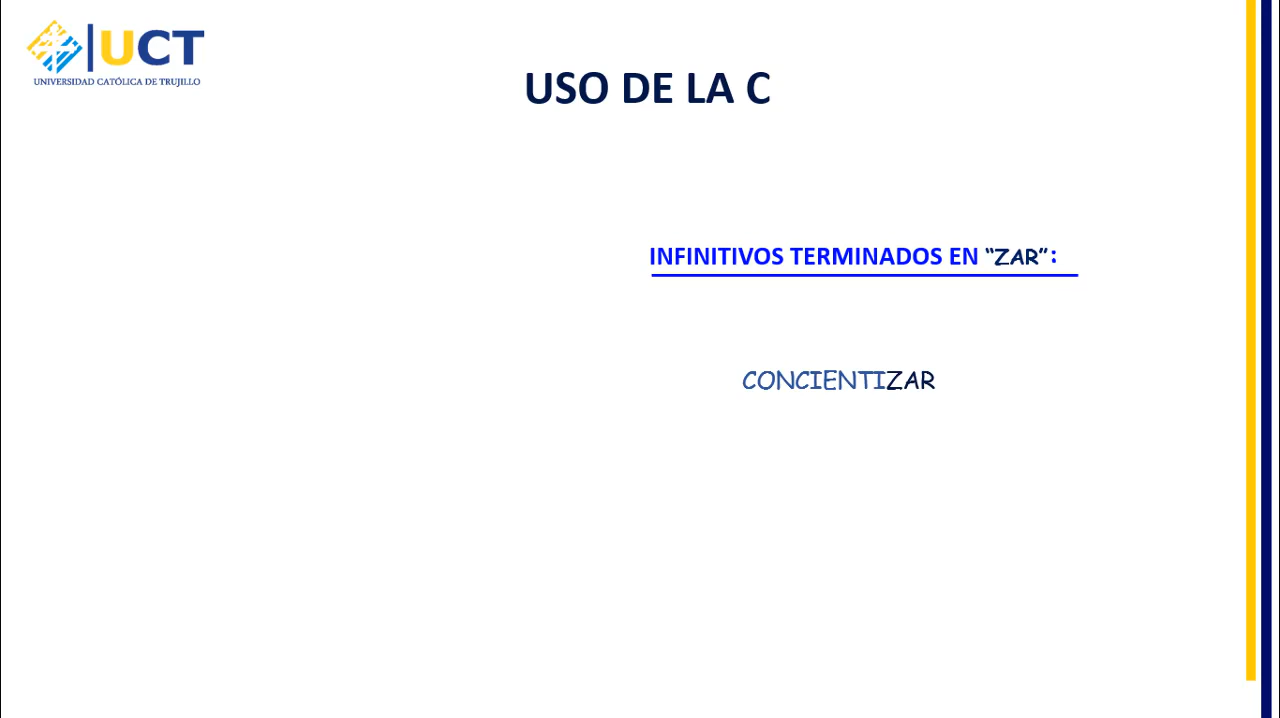 UCT
UNIVERSIDAD CATÓLICA DE TRUJILLO
USO DE LA C
INFINITIVOS TERMINADOS EN “ZAR”:
CONCIENTIZAR